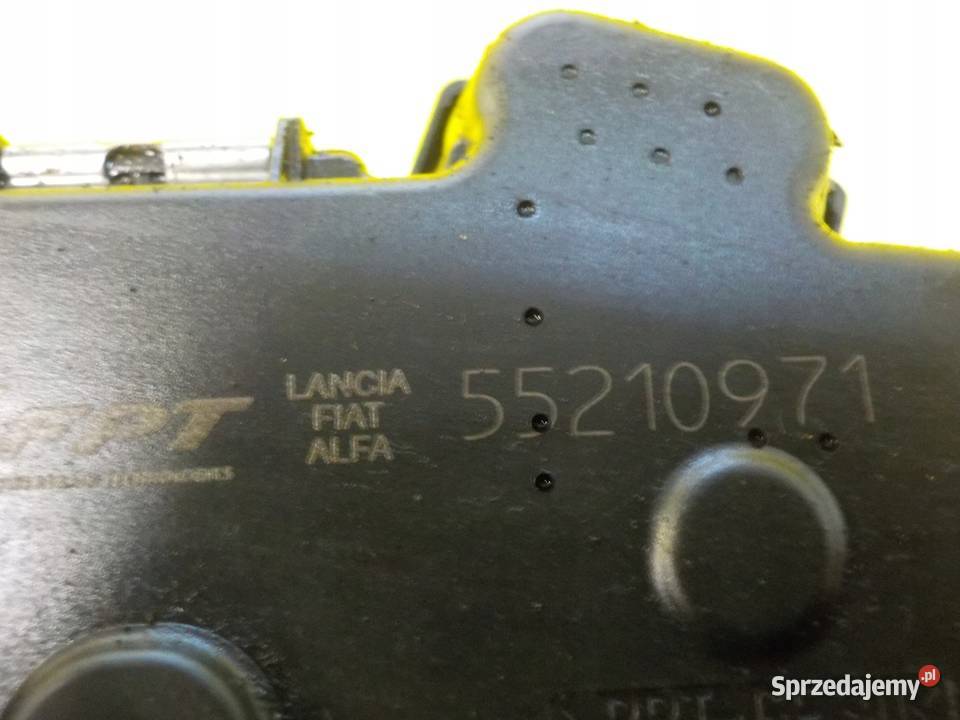 FPT
LANCIA
FIAT
ALFA
55210971
Sprzedajemy.pl